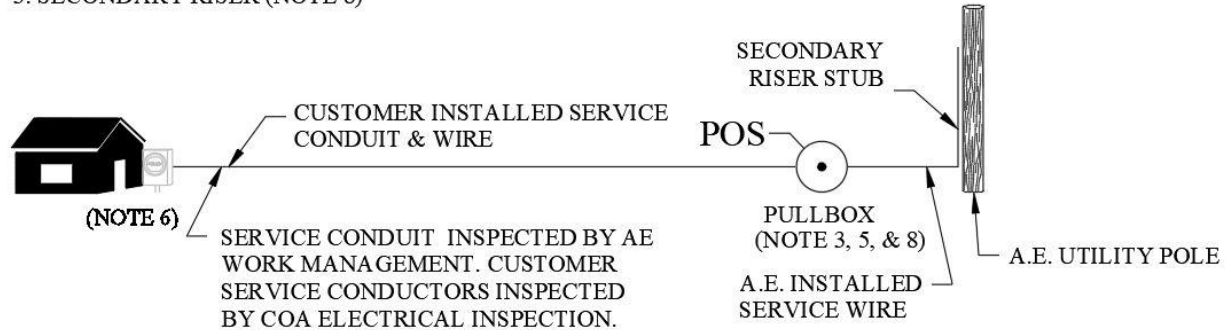 3. SECONDARY RISER (NOTE 8)
SECONDARY
RISER STUB
CUSTOMER INSTALLED SERVICE
CONDUIT & WIRE
POS
(NOTE 6)
PULLBOX
(NOTE 3, 5, & 8)
SERVICE CONDUIT INSPECTED BY AE
WORK MANAGEMENT. CUSTOMER
SERVICE CONDUCTORS INSPECTED
BY COA ELECTRICAL INSPECTION.
A.E. INSTALLED
SERVICE WIRE
A.E. UTILITY POLE